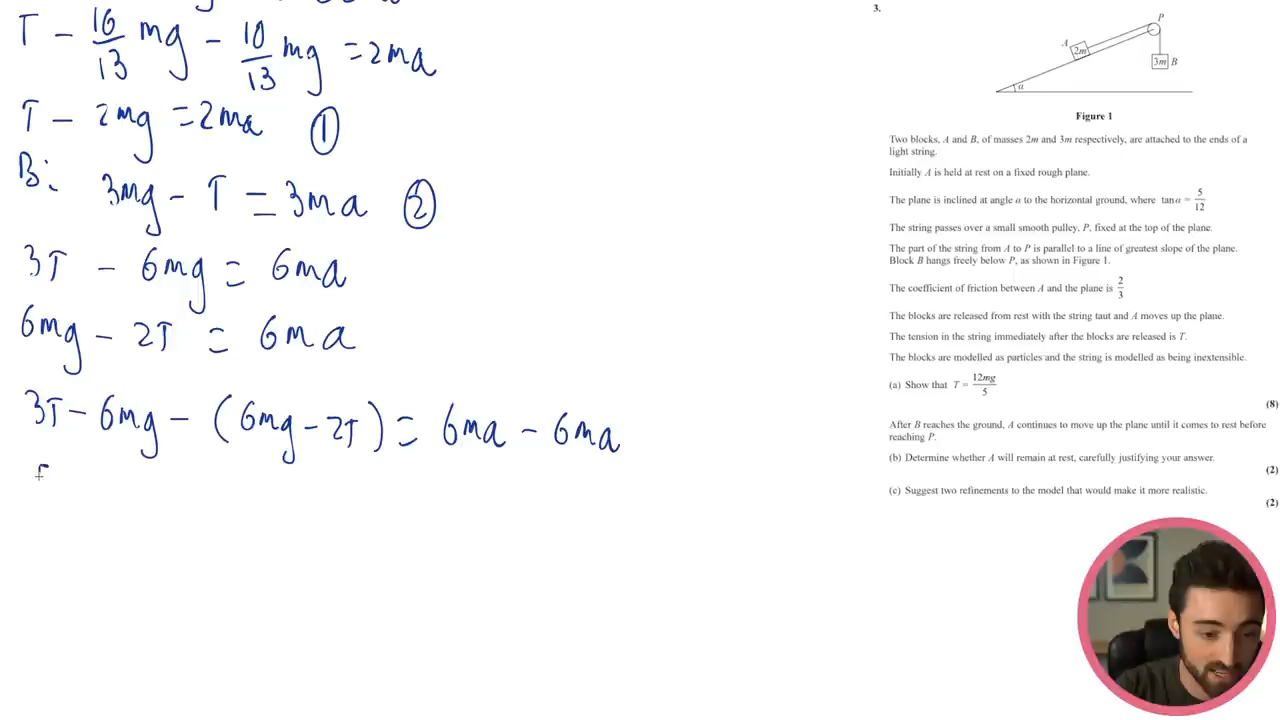 T - 16/13 mg - 10/13 mg = 2ma
T - 2mg = 2ma ①
B: 3mg - T = 3ma ②
3T - 6mg = 6ma
6mg - 2T = 6ma
3T - 6mg - (6mg - 2T) = 6ma - 6ma
3.
P
A
2m
3m B
α
Figure 1
Two blocks, A and B, of masses 2m and 3m respectively, are attached to the ends of a
light string.
Initially A is held at rest on a fixed rough plane.
The plane is inclined at angle α to the horizontal ground, where tan α = 5/12
The string passes over a small smooth pulley, P, fixed at the top of the plane.
The part of the string from A to P is parallel to a line of greatest slope of the plane.
Block B hangs freely below P, as shown in Figure 1.
The coefficient of friction between A and the plane is 2/3
The blocks are released from rest with the string taut and A moves up the plane.
The tension in the string immediately after the blocks are released is T.
The blocks are modelled as particles and the string is modelled as being inextensible.
(a) Show that T = 12mg/5
(8)
After B reaches the ground, A continues to move up the plane until it comes to rest before
reaching P.
(b) Determine whether A will remain at rest, carefully justifying your answer.
(2)
(c) Suggest two refinements to the model that would make it more realistic.
(2)